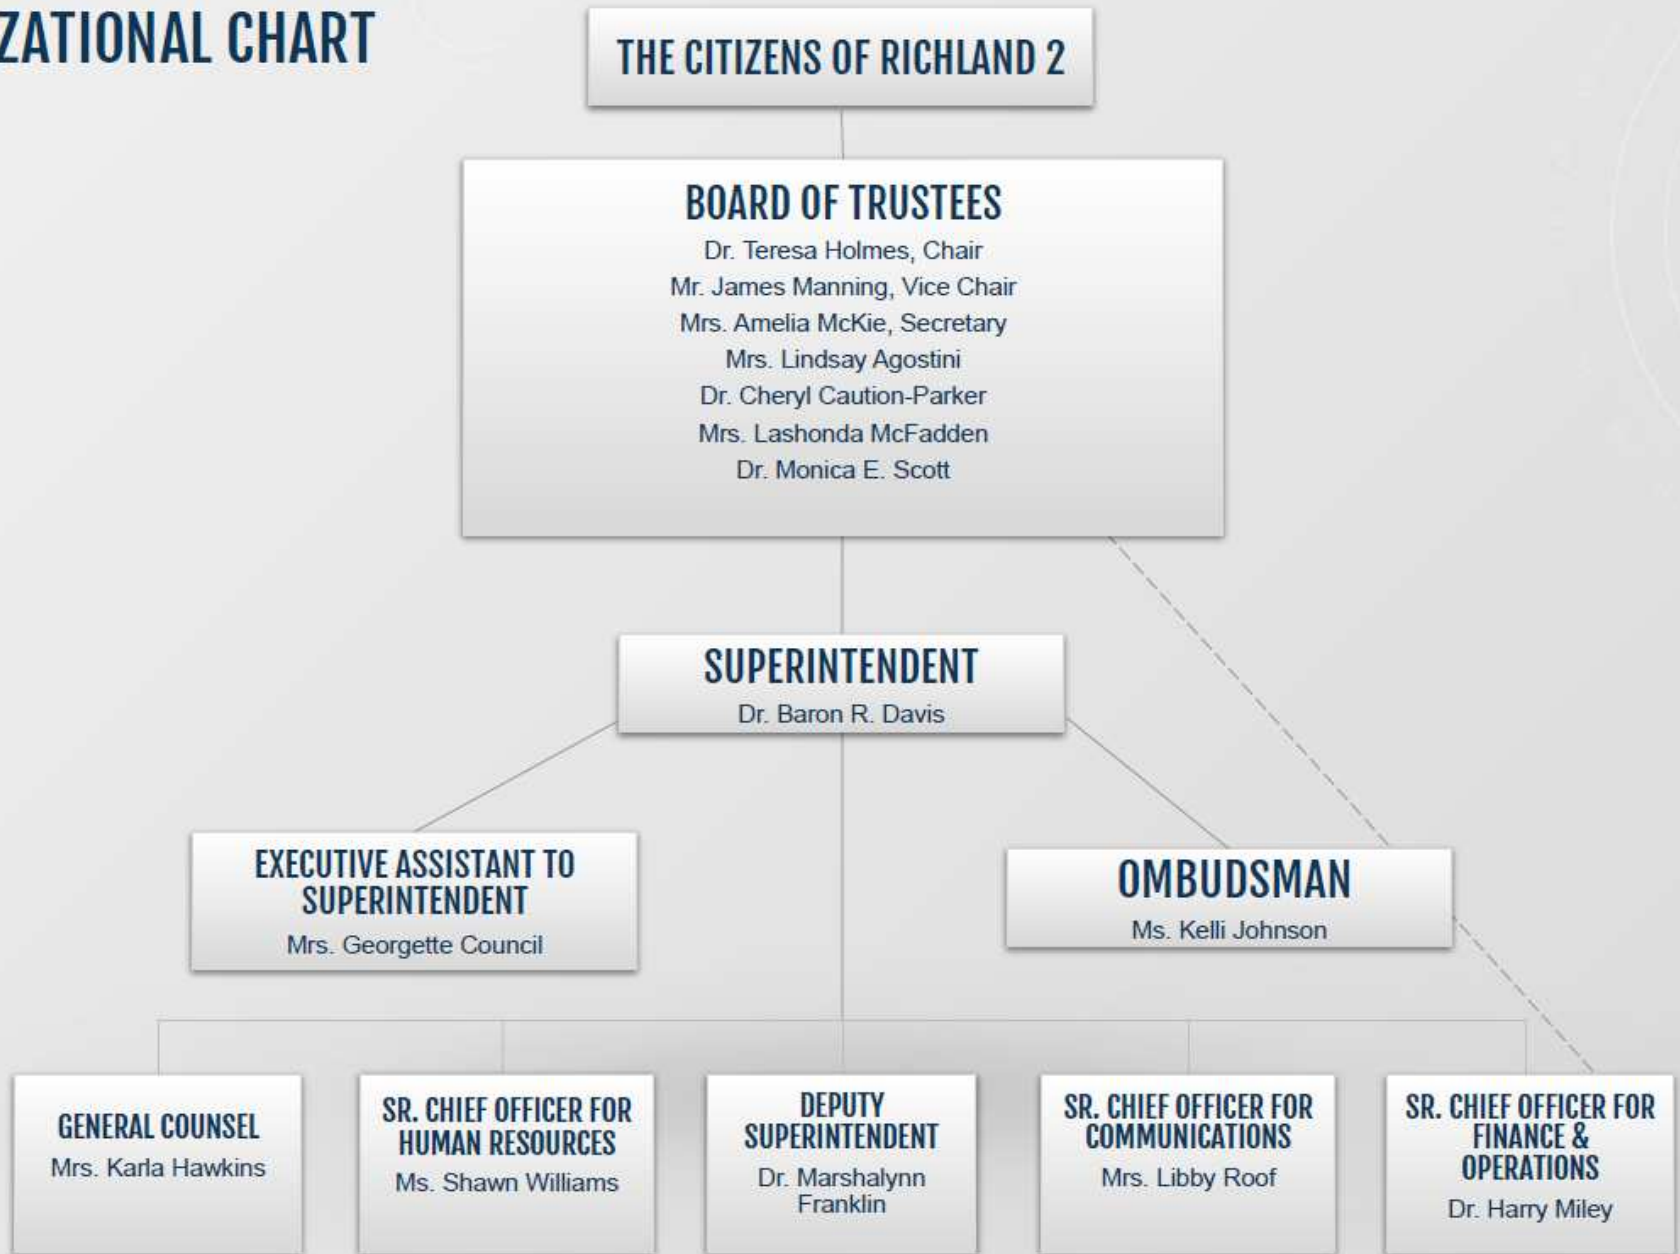 ZATIONAL CHART
THE CITIZENS OF RICHLAND 2
BOARD OF TRUSTEES
Dr. Teresa Holmes, Chair
Mr. James Manning, Vice Chair
Mrs. Amelia McKie, Secretary
Mrs. Lindsay Agostini
Dr. Cheryl Caution-Parker
Mrs. Lashonda McFadden
Dr. Monica E. Scott
SUPERINTENDENT
Dr. Baron R. Davis
EXECUTIVE ASSISTANT TO
SUPERINTENDENT
Mrs. Georgette Council
OMBUDSMAN
Ms. Kelli Johnson
GENERAL COUNSEL
Mrs. Karla Hawkins
SR. CHIEF OFFICER FOR
HUMAN RESOURCES
Ms. Shawn Williams
DEPUTY
SUPERINTENDENT
Dr. Marshalynn
Franklin
SR. CHIEF OFFICER FOR
COMMUNICATIONS
Mrs. Libby Roof
SR. CHIEF OFFICER FOR
FINANCE &
OPERATIONS
Dr. Harry Miley